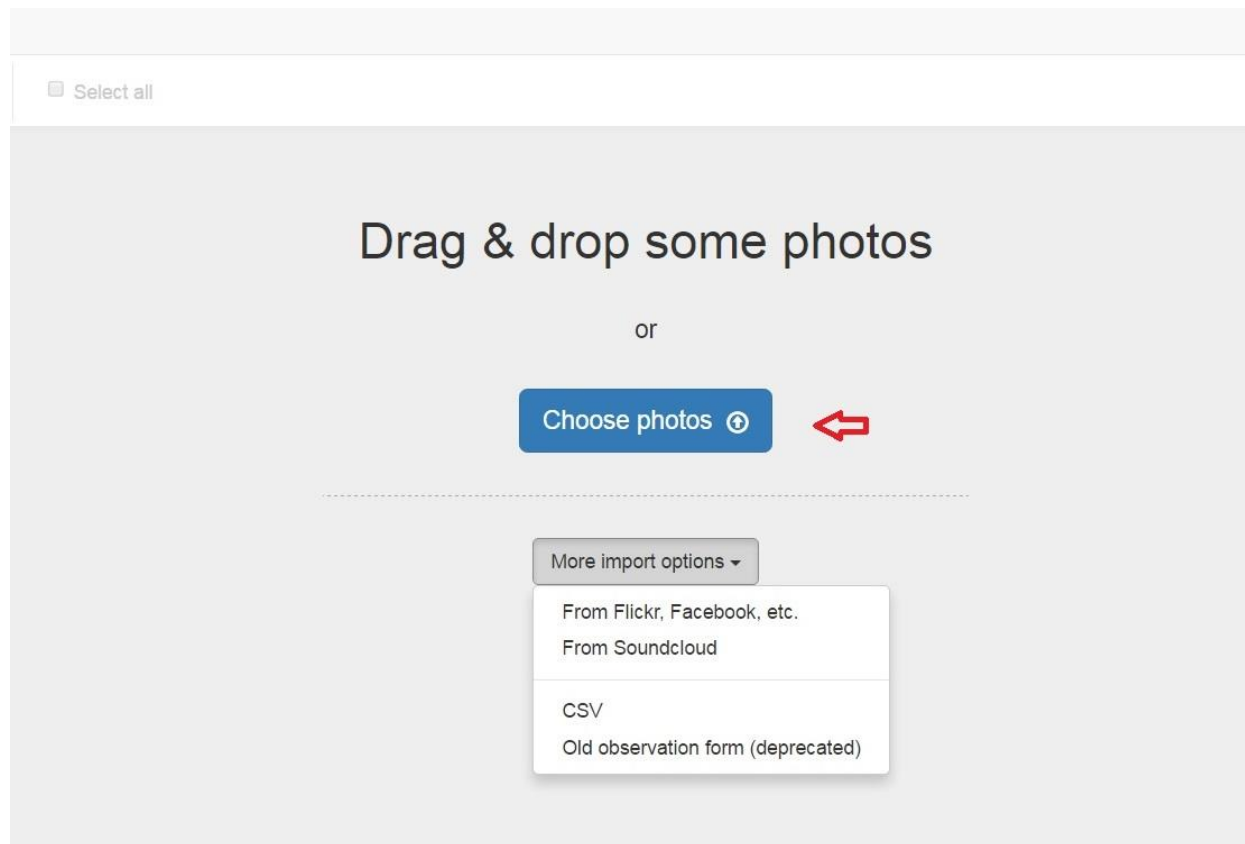 Select all
Drag & drop some photos
or
Choose photos
More import options
From Flickr, Facebook, etc.
From Soundcloud
CSV
Old observation form (deprecated)